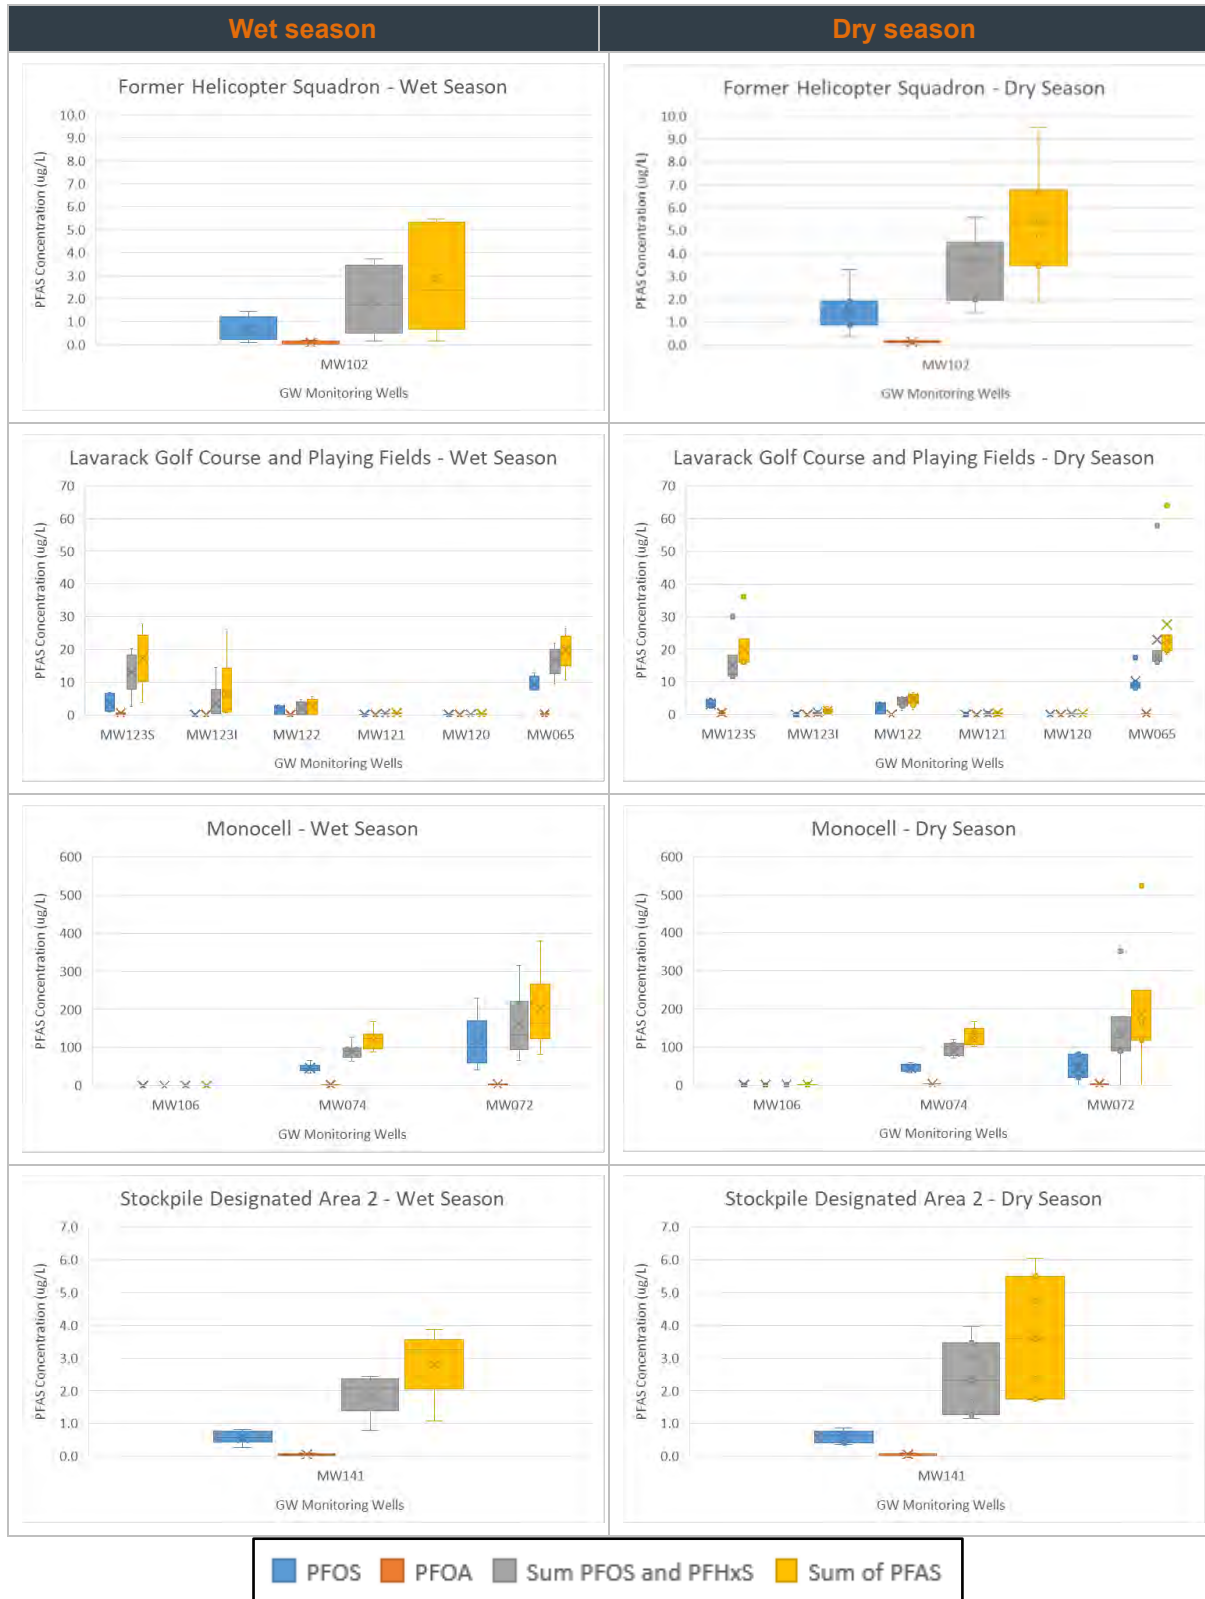 Wet season
Dry season
Former Helicopter Squadron - Wet Season
PFAS Concentration (ug/L)
10.0
9.0
8.0
7.0
6.0
5.0
4.0
3.0
2.0
1.0
0.0
MW102
GW Monitoring Wells
Former Helicopter Squadron - Dry Season
PFAS Concentration (ug/L)
10.0
9.0
8.0
7.0
6.0
5.0
4.0
3.0
2.0
1.0
0.0
MW102
GW Monitoring Wells
Lavarack Golf Course and Playing Fields - Wet Season
PFAS Concentration (ug/L)
70
60
50
40
30
20
10
0
MW123S MW123I MW122 MW121 MW120 MW065
GW Monitoring Wells
Lavarack Golf Course and Playing Fields - Dry Season
PFAS Concentration (ug/L)
70
60
50
40
30
20
10
0
MW123S MW123I MW122 MW121 MW120 MW065
GW Monitoring Wells
Monocell - Wet Season
PFAS Concentration (ug/L)
600
500
400
300
200
100
0
MW106 MW074 MW072
GW Monitoring Wells
Monocell - Dry Season
PFAS Concentration (ug/L)
600
500
400
300
200
100
0
MW106 MW074 MW072
GW Monitoring Wells
Stockpile Designated Area 2 - Wet Season
PFAS Concentration (ug/L)
7.0
6.0
5.0
4.0
3.0
2.0
1.0
0.0
MW141
GW Monitoring Wells
Stockpile Designated Area 2 - Dry Season
PFAS Concentration (ug/L)
7.0
6.0
5.0
4.0
3.0
2.0
1.0
0.0
MW141
GW Monitoring Wells
PFOS PFOA Sum PFOS and PFHxS Sum of PFAS